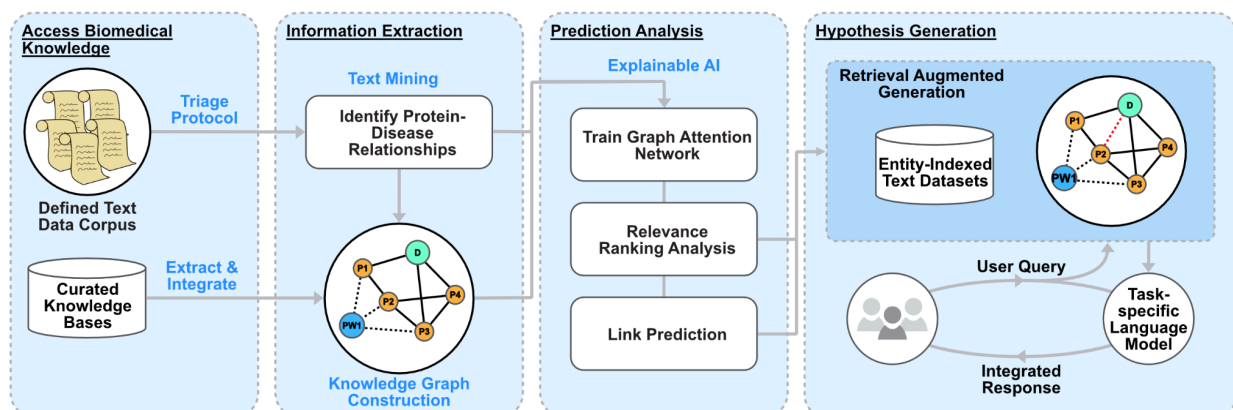 Access Biomedical
Knowledge
Triage
Protocol
Defined Text
Data Corpus
Extract &
Integrate
Curated
Knowledge
Bases
Information Extraction
Text Mining
Identify Protein-
Disease
Relationships
D
P1
P2
P4
PW1
P3
Knowledge Graph
Construction
Prediction Analysis
Explainable AI
Train Graph Attention
Network
Relevance
Ranking Analysis
Link Prediction
Hypothesis Generation
Retrieval Augmented
Generation
Entity-Indexed
Text Datasets
D
P1
P2
P4
PW1
P3
User Query
Task-
specific
Language
Model
Integrated
Response